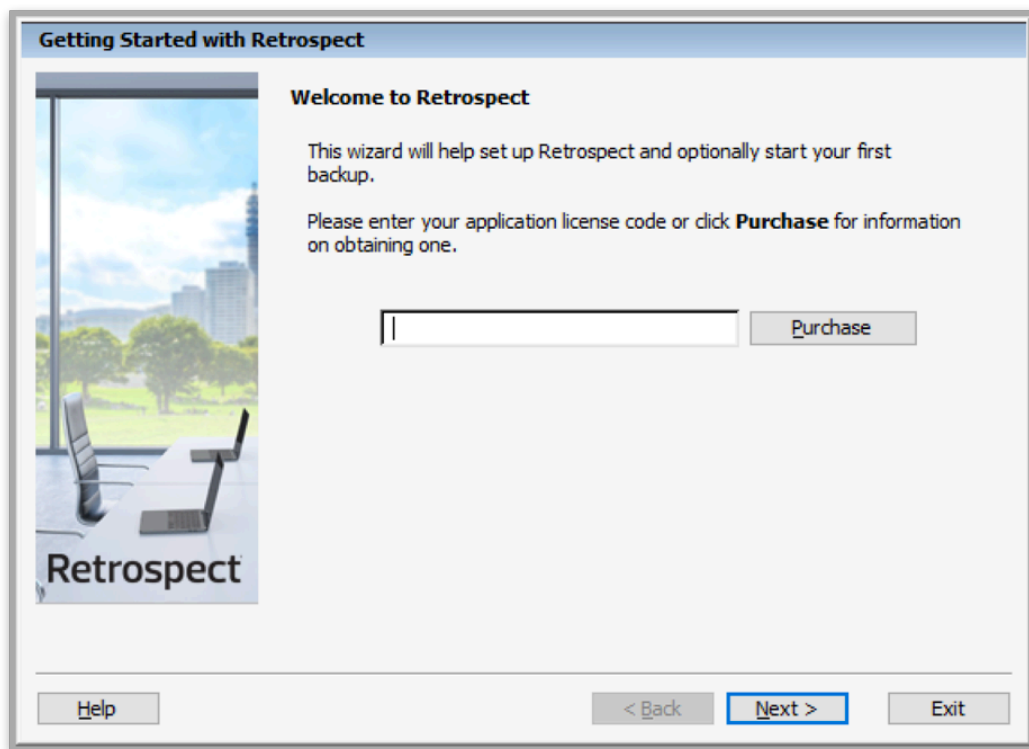 Getting Started with Retrospect
Welcome to Retrospect
This wizard will help set up Retrospect and optionally start your first
backup.
Please enter your application license code or click Purchase for information
on obtaining one.
Purchase
Retrospect
Help
< Back
Next >
Exit